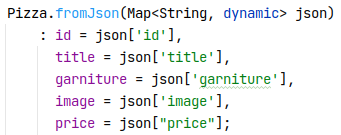 Pizza.fromJson(Map<String, dynamic> json)
: id = json['id'],
title = json['title'],
garniture = json['garniture'],
image = json['image'],
price = json["price"];